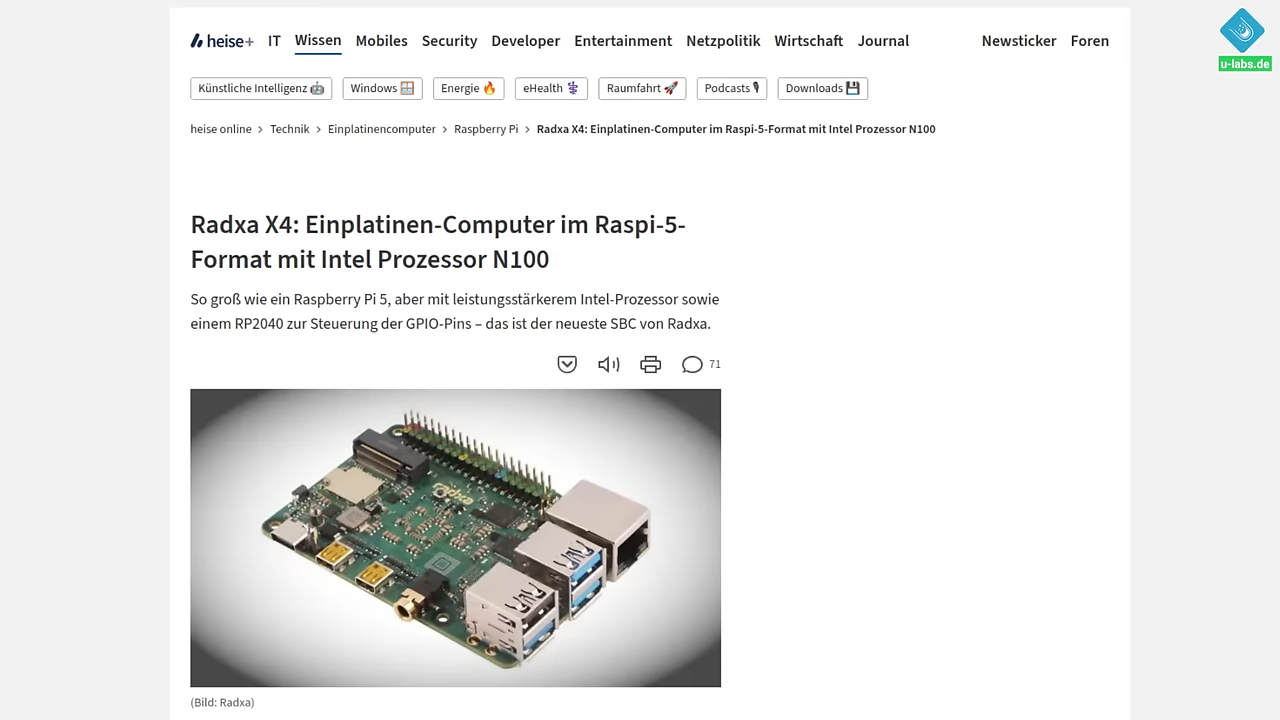 heise+ IT Wissen Mobiles Security Developer Entertainment Netzpolitik Wirtschaft Journal Newsticker Foren
u-labs.de
Künstliche Intelligenz 🤖 Windows 🪟 Energie 🔥 eHealth ⚕️ Raumfahrt 🚀 Podcasts 🎙️ Downloads 💾
heise online > Technik > Einplatinencomputer > Raspberry Pi > Radxa X4: Einplatinen-Computer im Raspi-5-Format mit Intel Prozessor N100
Radxa X4: Einplatinen-Computer im Raspi-5-
Format mit Intel Prozessor N100
So groß wie ein Raspberry Pi 5, aber mit leistungsstärkerem Intel-Prozessor sowie
einem RP2040 zur Steuerung der GPIO-Pins – das ist der neueste SBC von Radxa.
71
radxa
(Bild: Radxa)